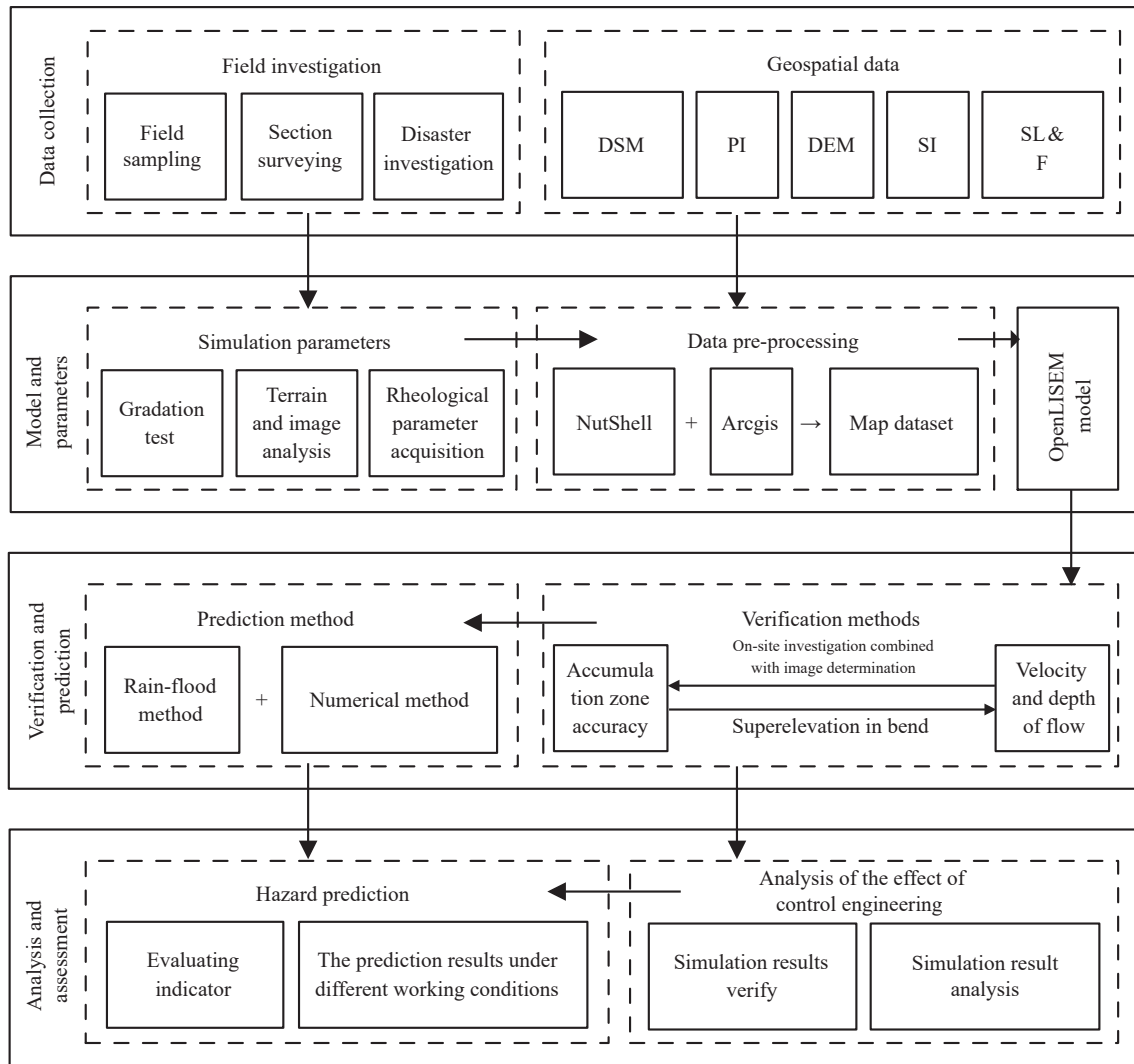 Data collection
Field investigation
Field
sampling
Section
surveying
Disaster
investigation
Geospatial data
DSM
PI
DEM
SI
SL &
F
Model and
parameters
Simulation parameters
Gradation
test
Terrain
and image
analysis
Rheological
parameter
acquisition
Data pre-processing
NutShell
+
Arcgis
→
Map dataset
OpenLISEM
model
Verification and
prediction
Prediction method
Rain-flood
method
+
Numerical method
Verification methods
On-site investigation combined
with image determination
Accumula
tion zone
accuracy
Superelevation in bend
Velocity
and depth
of flow
Analysis and
assessment
Hazard prediction
Evaluating
indicator
The prediction results under
different working conditions
Analysis of the effect of
control engineering
Simulation results
verify
Simulation result
analysis